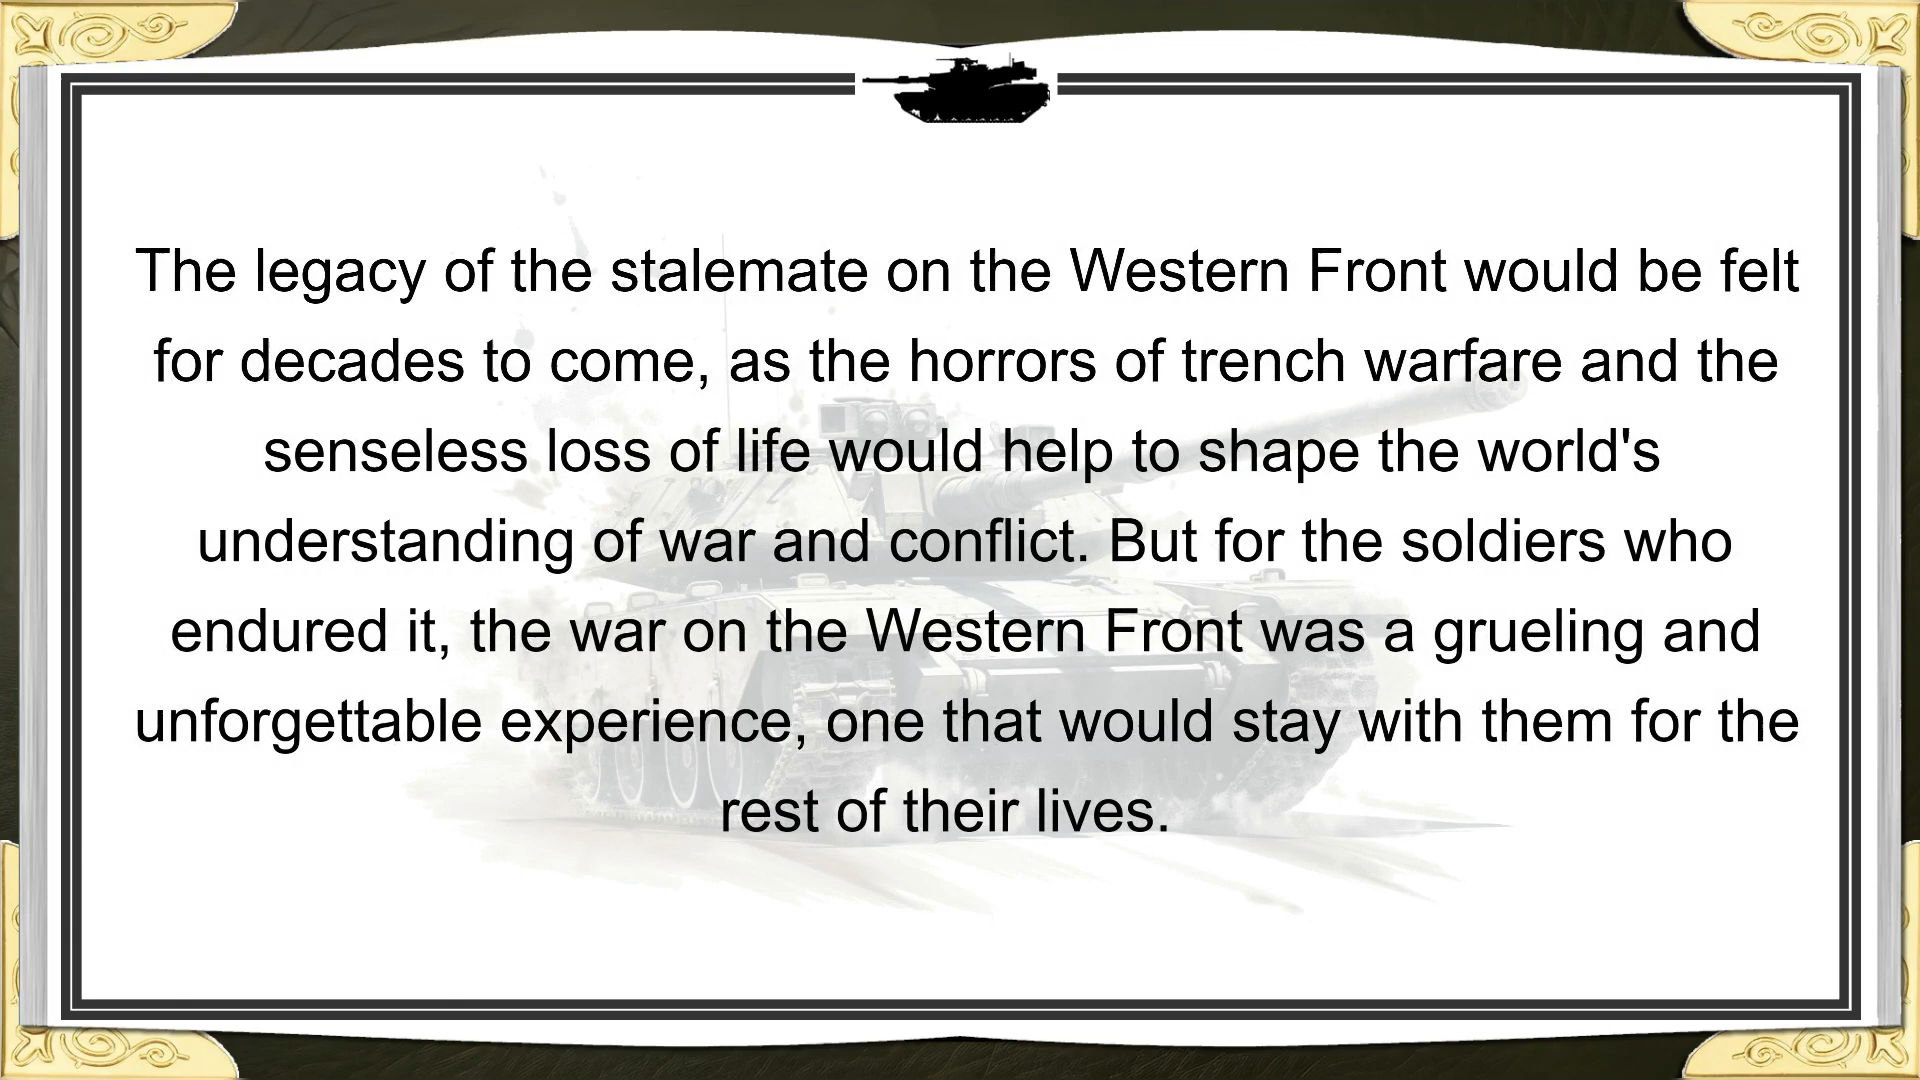 The legacy of the stalemate on the Western Front would be felt
for decades to come, as the horrors of trench warfare and the
senseless loss of life would help to shape the world's
understanding of war and conflict. But for the soldiers who
endured it, the war on the Western Front was a grueling and
unforgettable experience, one that would stay with them for the
rest of their lives.